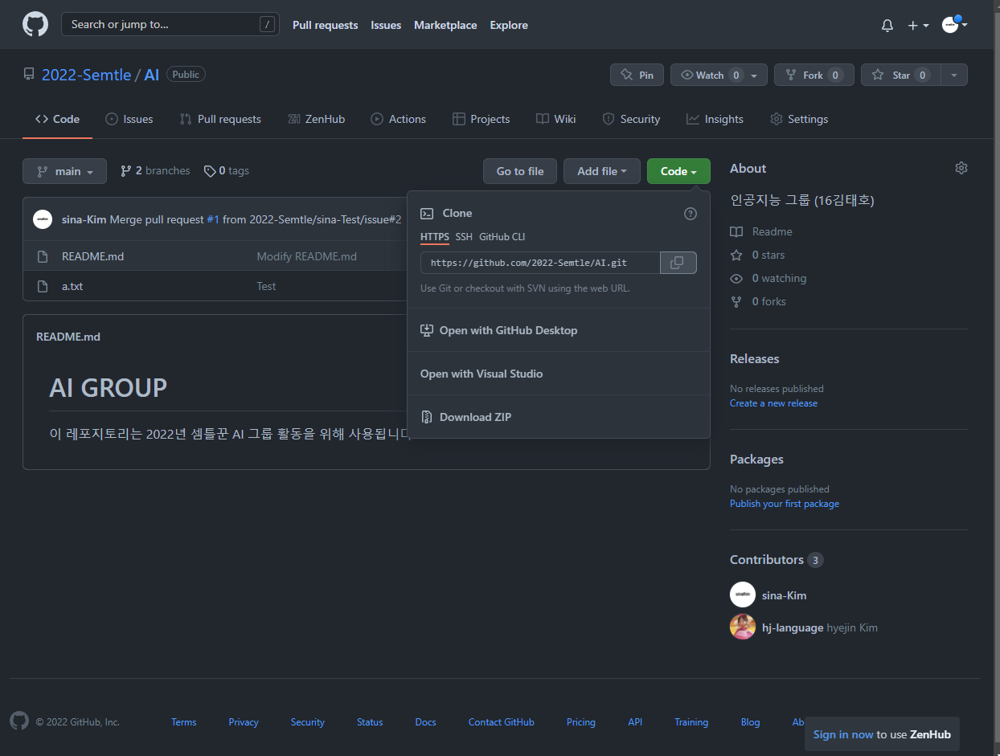 Search or jump to... /
Pull requests Issues Marketplace Explore
2022-Semtle / AI Public
Pin Watch 0 Fork 0 Star 0
Code Issues Pull requests ZenHub Actions Projects Wiki Security Insights Settings
main 2 branches 0 tags Go to file Add file Code
sina-Kim Merge pull request #1 from 2022-Semtle/sina-Test/issue#2
README.md Modify README.md
a.txt Test
Clone
HTTPS SSH GitHub CLI
https://github.com/2022-Semtle/AI.git
Use Git or checkout with SVN using the web URL.
Open with GitHub Desktop
Open with Visual Studio
Download ZIP
README.md
AI GROUP
이 레포지토리는 2022년 셈틀꾼 AI 그룹 활동을 위해 사용됩니다
About
인공지능 그룹 (16김태호)
Readme
0 stars
0 watching
0 forks
Releases
No releases published
Create a new release
Packages
No packages published
Publish your first package
Contributors 3
sina-Kim
hj-language hyejin Kim
© 2022 GitHub, Inc. Terms Privacy Security Status Docs Contact GitHub Pricing API Training Blog Ab
Sign in now to use ZenHub